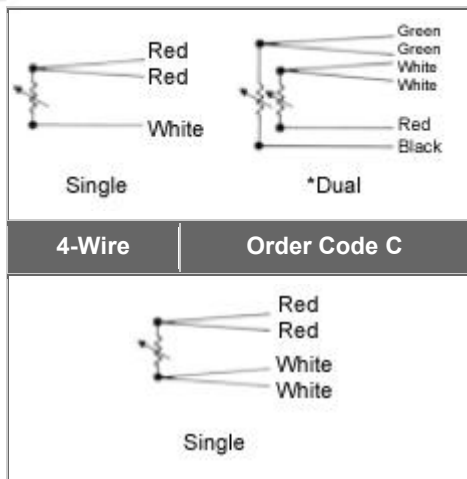 Red
Red
White
Single
Green
Green
White
White
Red
Black
*Dual
4-Wire Order Code C
Red
Red
White
White
Single